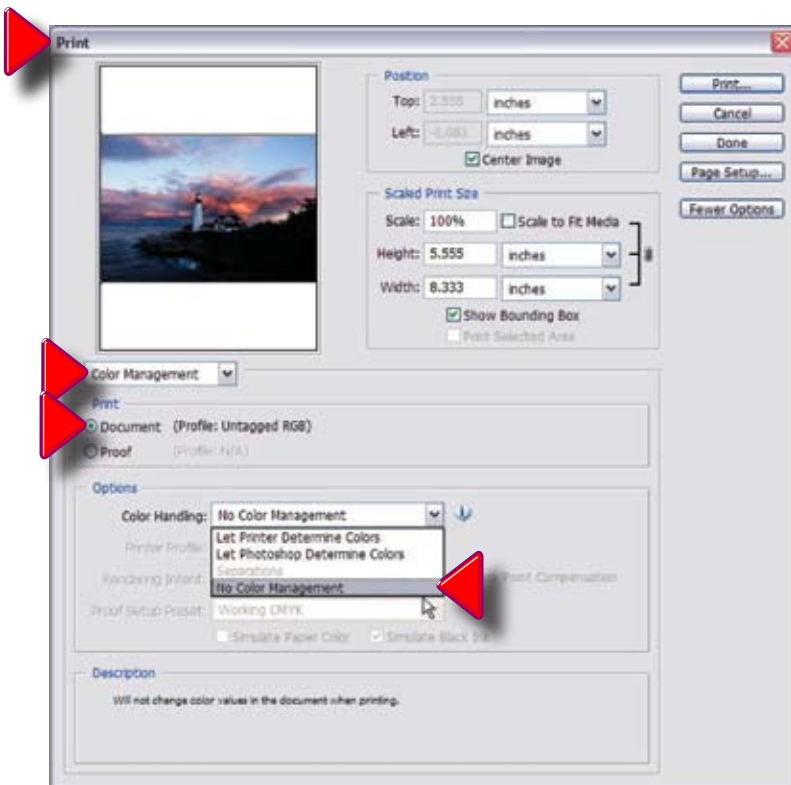 Print
Position
Top: 2.555 inches
Left: -0.083 inches
Center Image
Scaled Print Size
Scale: 100% Scale to Fit Media
Height: 5.555 inches
Width: 8.333 inches
Show Bounding Box
Print Selected Area
Print...
Cancel
Done
Page Setup...
Fewer Options
Color Management
Print
Document (Profile: Untagged RGB)
Proof (Profile: N/A)
Options
Color Handling: No Color Management
Let Printer Determine Colors
Let Photoshop Determine Colors
Separations
No Color Management
Printer Profile:
Rendering Intent: Point Compensation
Proof Setup Preset: Working CMYK
Simulate Paper Color Simulate Black
Description
Will not change color values in the document when printing.